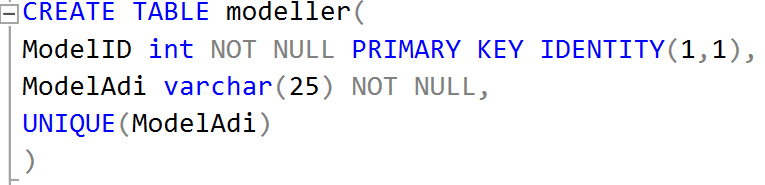 CREATE TABLE modeller(
ModelID int NOT NULL PRIMARY KEY IDENTITY(1,1),
ModelAdi varchar(25) NOT NULL,
UNIQUE(ModelAdi)
)